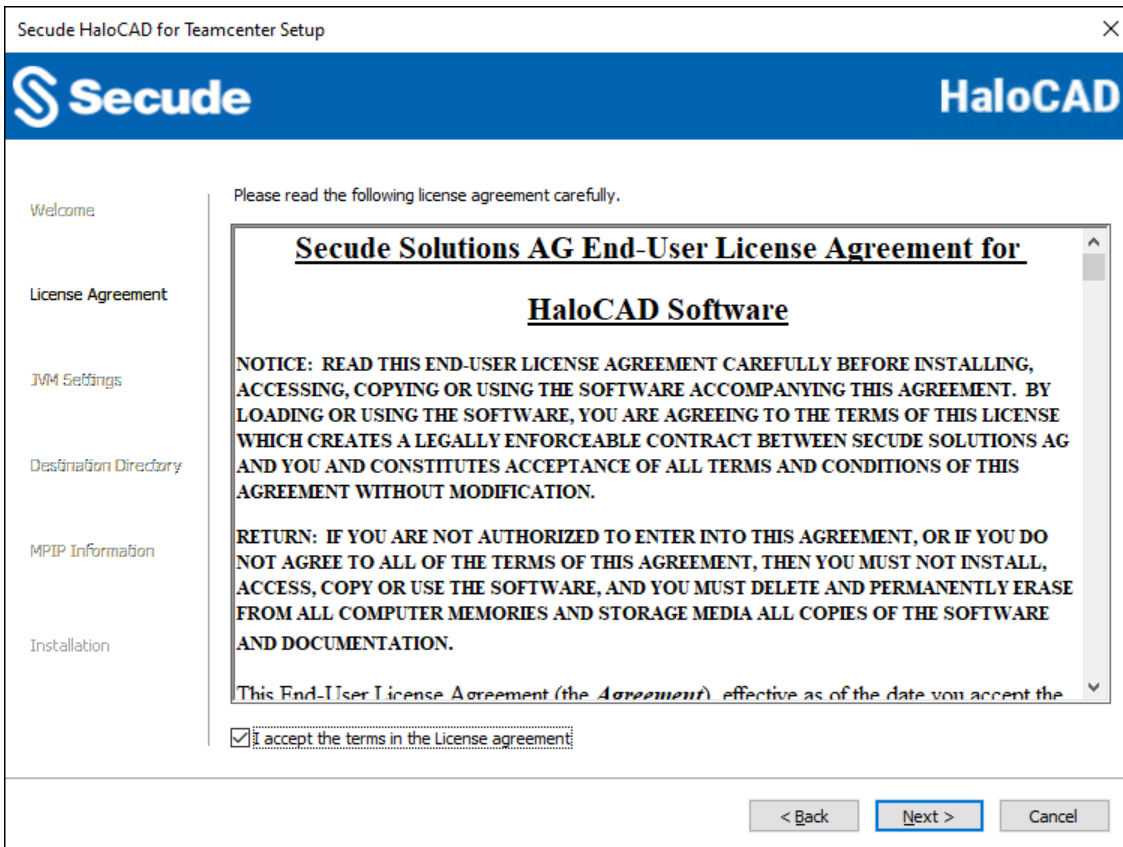 Secude HaloCAD for Teamcenter Setup
Secude
HaloCAD
Welcome
License Agreement
JVM Settings
Destination Directory
MPIP Information
Installation
Please read the following license agreement carefully.
Secude Solutions AG End-User License Agreement for
HaloCAD Software
NOTICE: READ THIS END-USER LICENSE AGREEMENT CAREFULLY BEFORE INSTALLING,
ACCESSING, COPYING OR USING THE SOFTWARE ACCOMPANYING THIS AGREEMENT. BY
LOADING OR USING THE SOFTWARE, YOU ARE AGREEING TO THE TERMS OF THIS LICENSE
WHICH CREATES A LEGALLY ENFORCEABLE CONTRACT BETWEEN SECUDE SOLUTIONS AG
AND YOU AND CONSTITUTES ACCEPTANCE OF ALL TERMS AND CONDITIONS OF THIS
AGREEMENT WITHOUT MODIFICATION.
RETURN: IF YOU ARE NOT AUTHORIZED TO ENTER INTO THIS AGREEMENT, OR IF YOU DO
NOT AGREE TO ALL OF THE TERMS OF THIS AGREEMENT, THEN YOU MUST NOT INSTALL,
ACCESS, COPY OR USE THE SOFTWARE, AND YOU MUST DELETE AND PERMANENTLY ERASE
FROM ALL COMPUTER MEMORIES AND STORAGE MEDIA ALL COPIES OF THE SOFTWARE
AND DOCUMENTATION.
This End-User License Agreement (the Agreement), effective as of the date you accept the
I accept the terms in the License agreement
< Back
Next >
Cancel